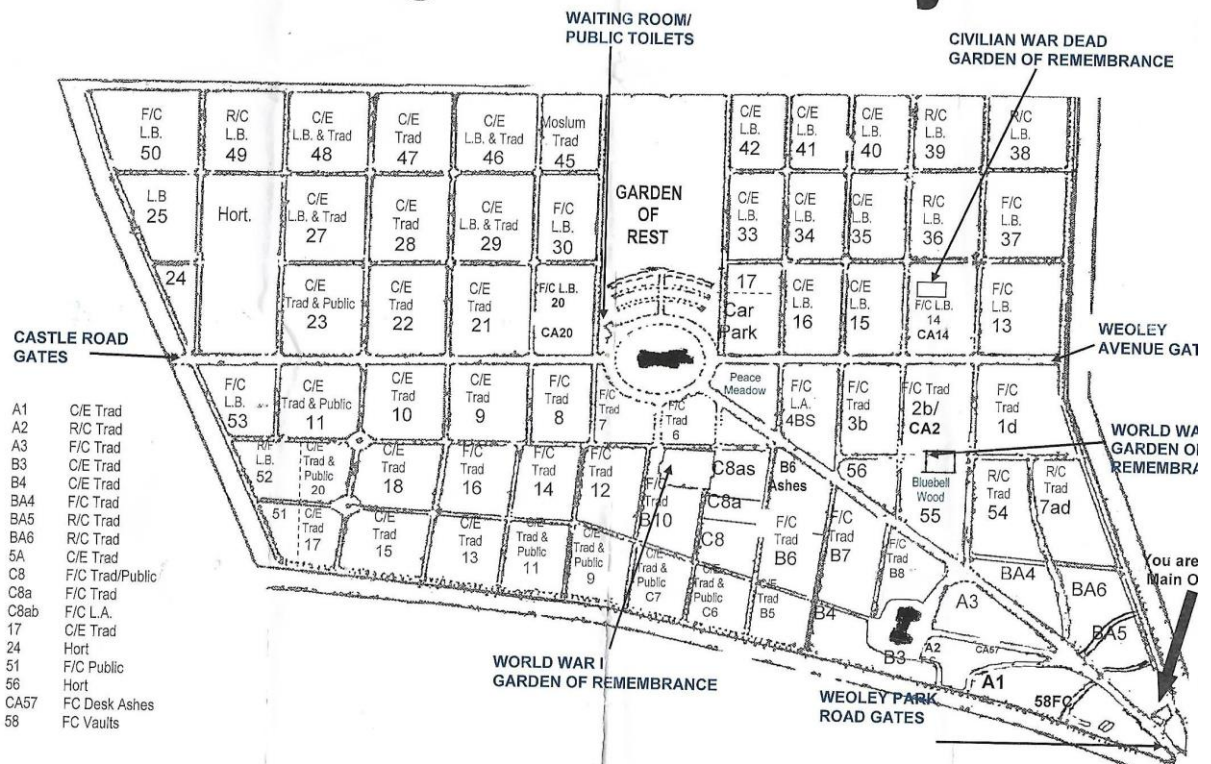 WAITING ROOM/
PUBLIC TOILETS
CIVILIAN WAR DEAD
GARDEN OF REMEMBRANCE
F/C
L.B.
50
R/C
L.B.
49
C/E
L.B. & Trad
48
C/E
Trad
47
C/E
L.B. & Trad
46
Moslum
Trad
45
C/E
L.B.
42
C/E
L.B.
41
C/E
L.B.
40
R/C
L.B.
39
R/C
L.B.
38
L.B
25
Hort.
C/E
L.B. & Trad
27
C/E
Trad
28
C/E
L.B. & Trad
29
F/C
L.B.
30
GARDEN
OF
REST
C/E
L.B.
33
C/E
L.B.
34
C/E
L.B.
35
R/C
L.B.
36
F/C
L.B.
37
24
C/E
Trad & Public
23
C/E
Trad
22
C/E
Trad
21
F/C L.B.
20
CA20
17
Car
Park
C/E
L.B.
16
C/E
L.B.
15
F/C L.B.
14
CA14
F/C
L.B.
13
CASTLE ROAD
GATES
WEOLEY
AVENUE GAT
F/C
L.B.
53
C/E
Trad & Public
11
C/E
Trad
10
C/E
Trad
9
F/C
Trad
8
F/C
Trad
7
F/C
Trad
6
Peace
Meadow
F/C
L.A.
4BS
F/C
Trad
3b
F/C Trad
2b/
CA2
F/C
Trad
1d
WORLD WA
GARDEN O
REMEMBRA
L.B.
52
C/E
Trad &
Public
20
C/E
Trad
18
F/C
Trad
16
F/C
Trad
14
F/C
Trad
12
F/C
Trad
B10
C8as
C8a
C8
B6
Ashes
F/C
Trad
B6
F/C
Trad
B7
56
Bluebell
Wood
55
R/C
Trad
54
R/C
Trad
7ad
51
C/E
Trad
17
C/E
Trad
15
C/E
Trad
13
C/E
Trad &
Public
11
C/E
Trad &
Public
9
C/E
Trad &
Public
C7
C/E
Trad &
Public
C6
C/E
Trad
B5
B4
F/C
Trad
B8
BA4
BA6
A3
BA5
B3
A2
CA57
A1
58FC
You are
Main O
WORLD WAR I
GARDEN OF REMEMBRANCE
WEOLEY PARK
ROAD GATES
A1 C/E Trad
A2 R/C Trad
A3 F/C Trad
B3 C/E Trad
B4 C/E Trad
BA4 F/C Trad
BA5 R/C Trad
BA6 R/C Trad
5A C/E Trad
C8 F/C Trad/Public
C8a F/C Trad
C8ab F/C L.A.
17 C/E Trad
24 Hort
51 F/C Public
56 Hort
CA57 FC Desk Ashes
58 FC Vaults